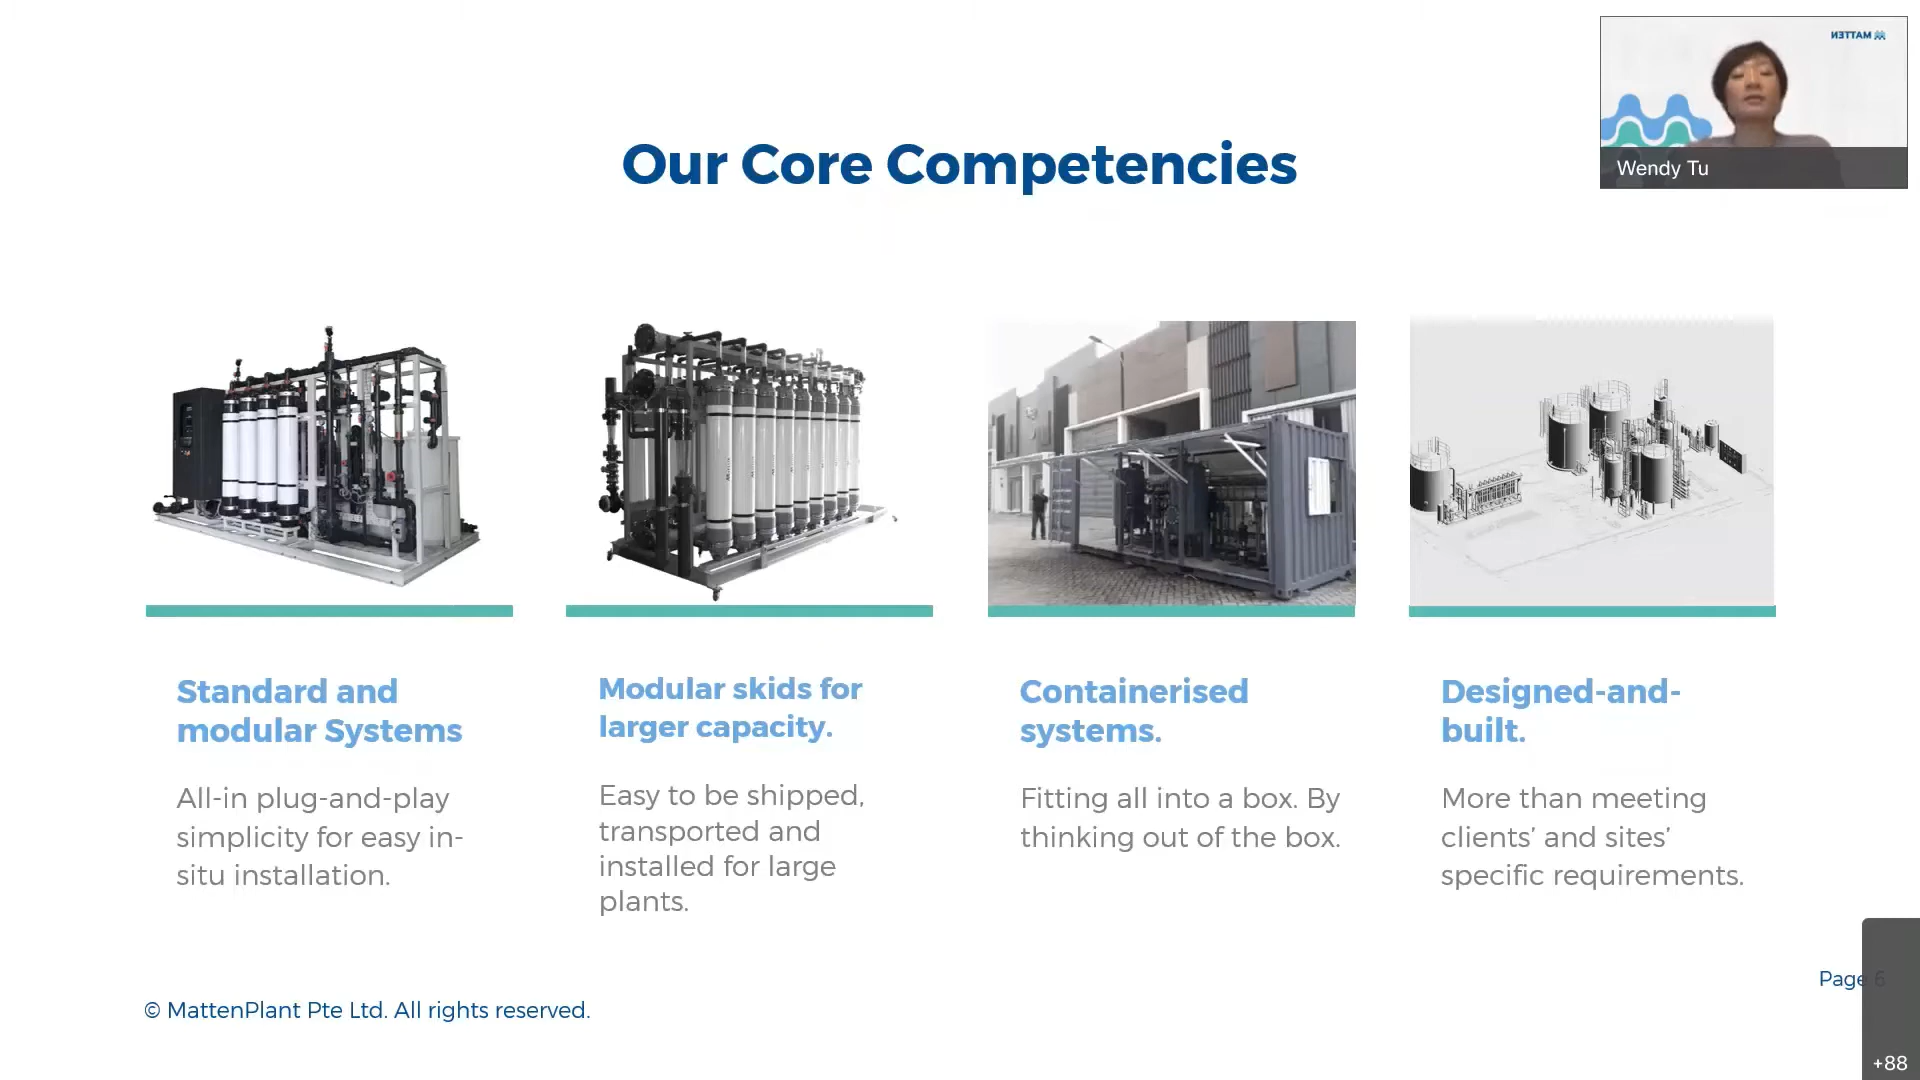 MATTEN
Wendy Tu
Our Core Competencies
Standard and
modular Systems
All-in plug-and-play
simplicity for easy in-
situ installation.
Modular skids for
larger capacity.
Easy to be shipped,
transported and
installed for large
plants.
Containerised
systems.
Fitting all into a box. By
thinking out of the box.
Designed-and-
built.
More than meeting
clients’ and sites’
specific requirements.
Page 6
© MattenPlant Pte Ltd. All rights reserved.
+88